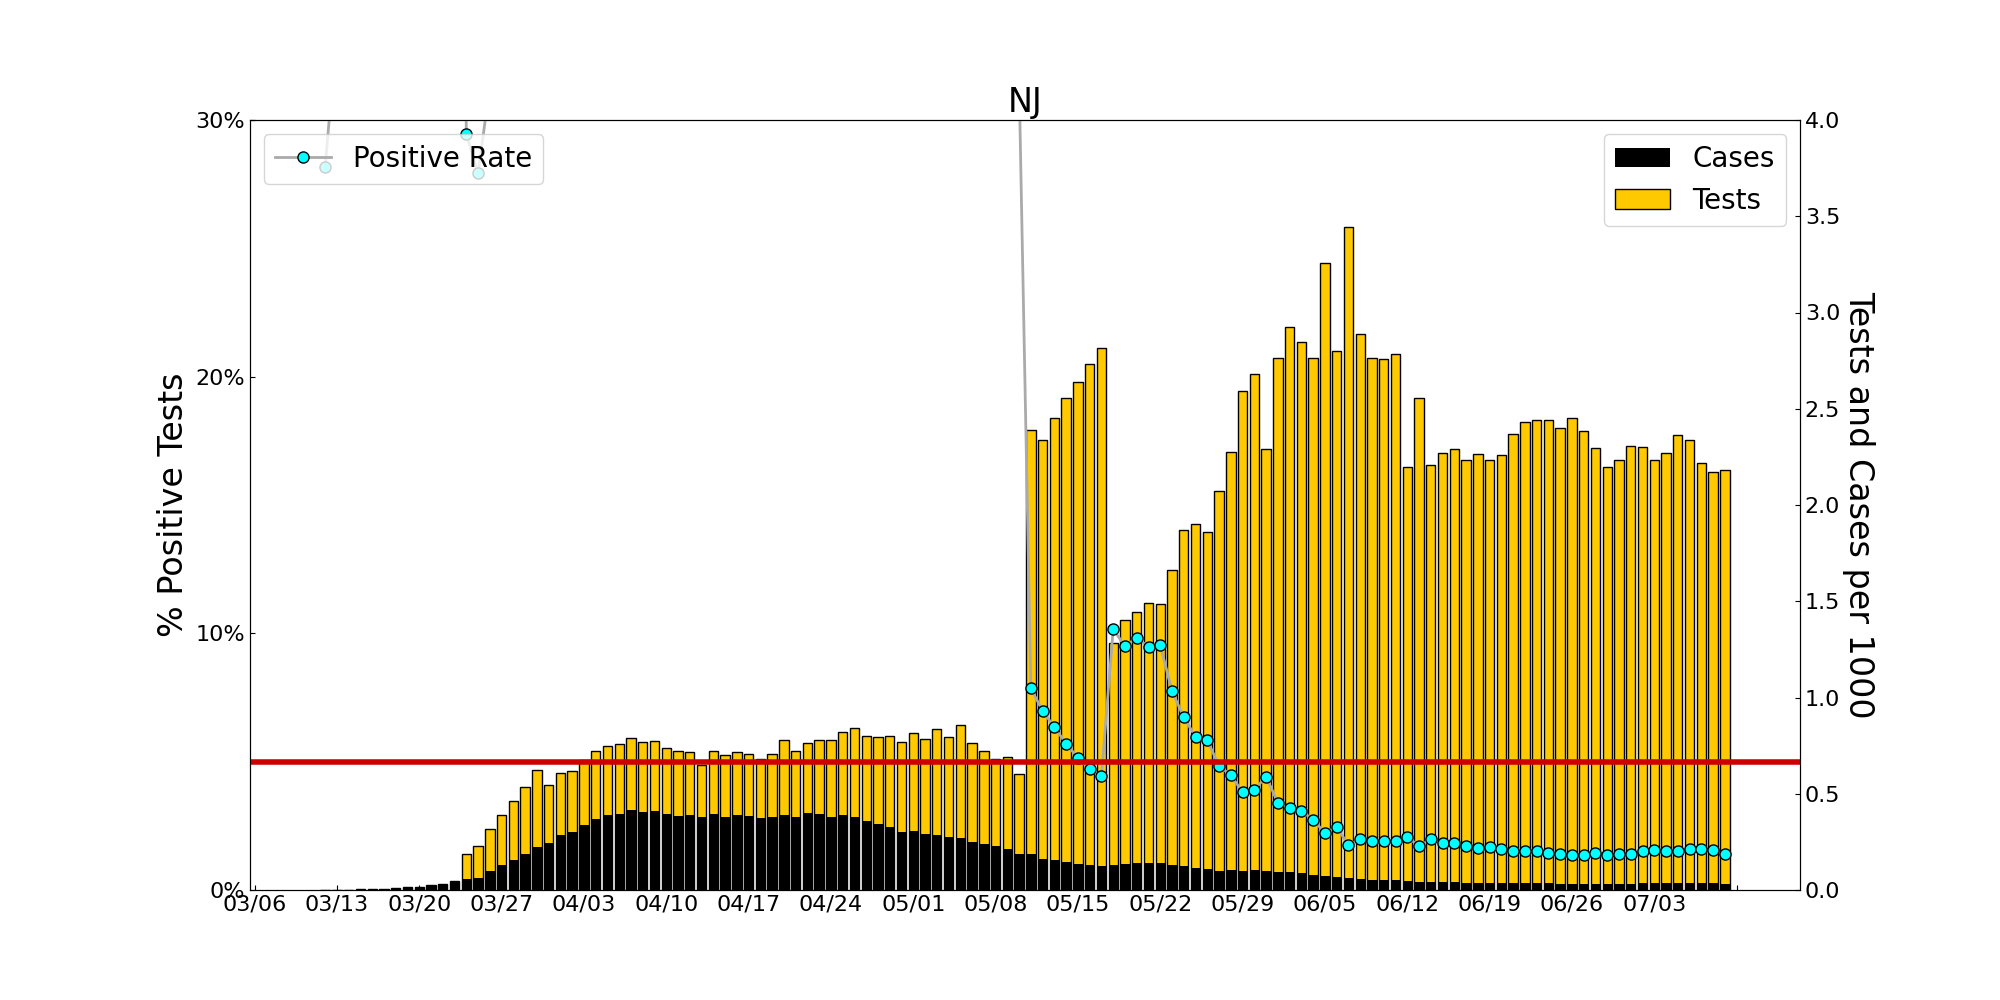 NJ
Positive Rate
Cases
Tests
% Positive Tests
30%
20%
10%
0%
Tests and Cases per 1000
4.0
3.5
3.0
2.5
2.0
1.5
1.0
0.5
0.0
03/06 03/13 03/20 03/27 04/03 04/10 04/17 04/24 05/01 05/08 05/15 05/22 05/29 06/05 06/12 06/19 06/26 07/03